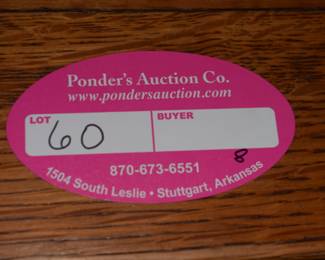 Ponder's Auction Co.
www.pondersauction.com
LOT BUYER
60
870-673-6551
8
1504 South Leslie • Stuttgart, Arkansas